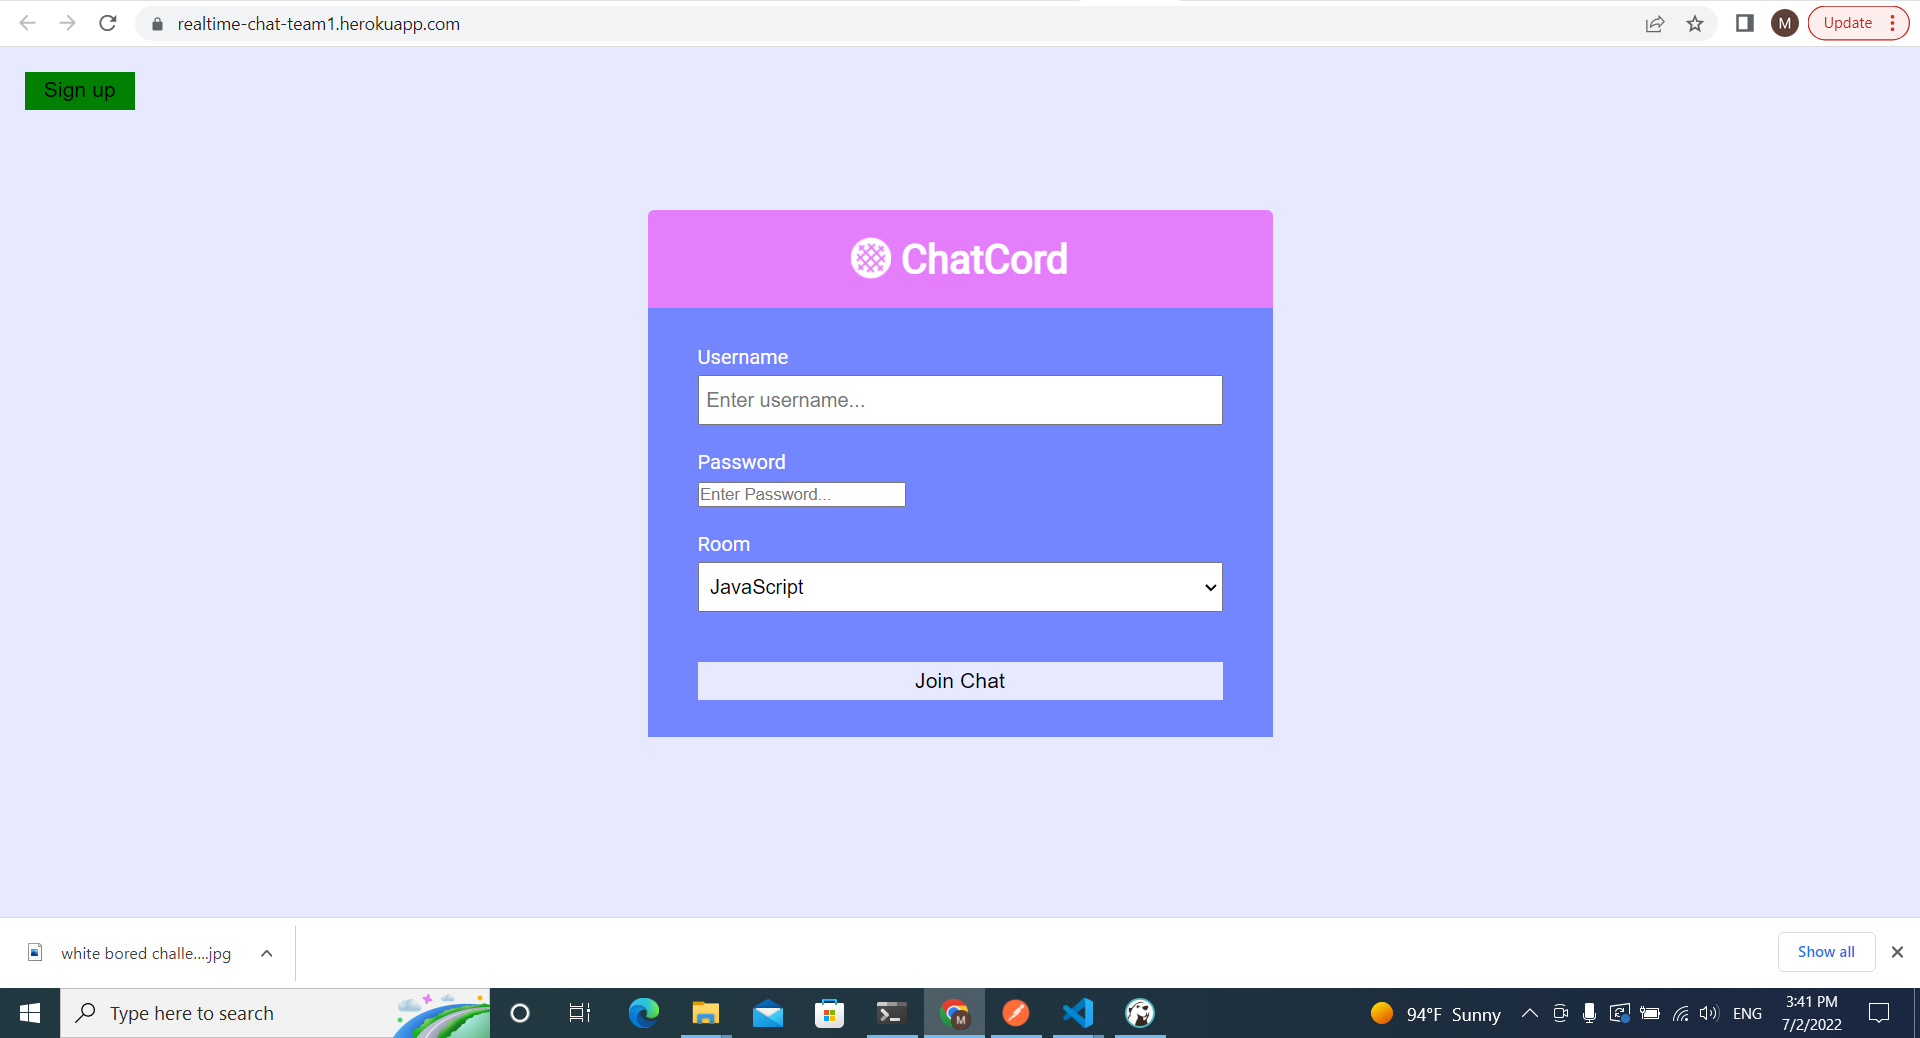 realtime-chat-team1.herokuapp.com
M
Update
Sign up
ChatCord
Username
Enter username...
Password
Enter Password...
Room
JavaScript
Join Chat
white bored challe....jpg
Show all
Type here to search
M
94°F Sunny
ENG
3:41 PM
7/2/2022